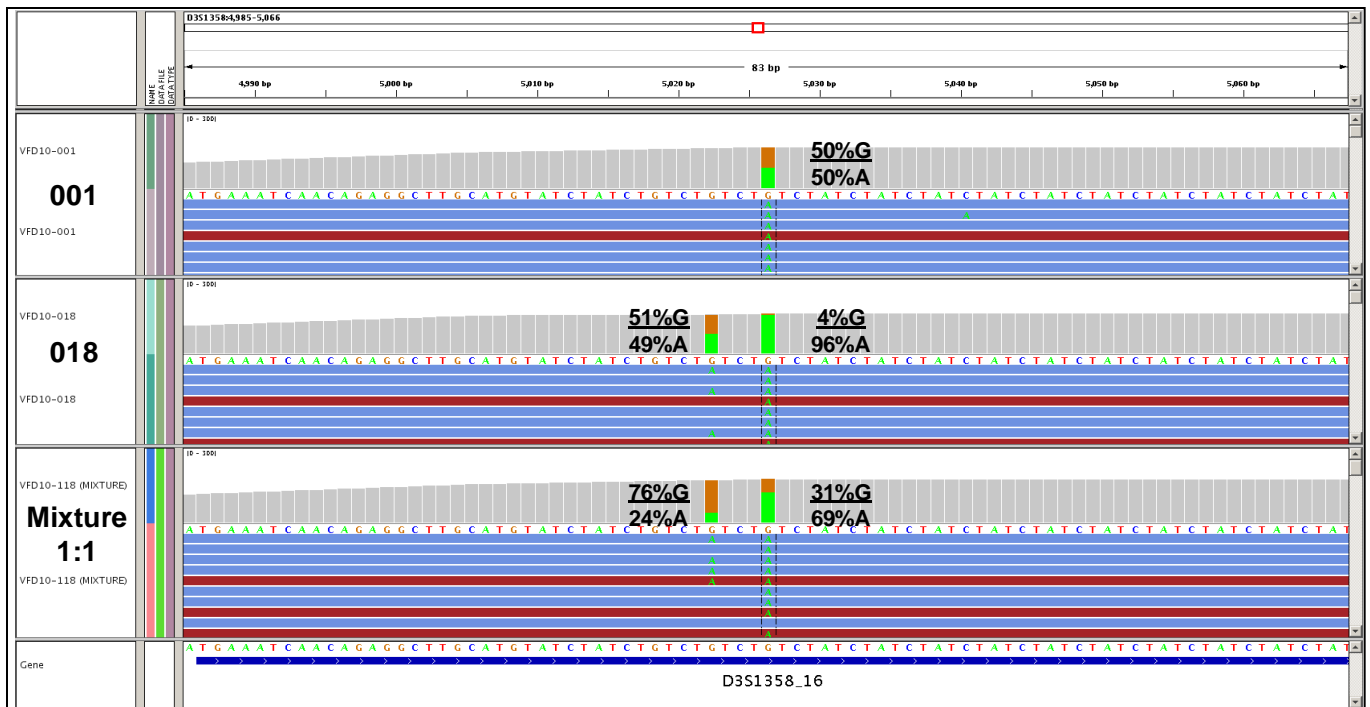 D3S1358:4,985-5,066
NAME
DATA FILE
DATA TYPE
83 bp
4,990 bp 5,000 bp 5,010 bp 5,020 bp 5,030 bp 5,040 bp 5,050 bp 5,060 bp
[0 - 300]
VFD10-001
50%G
50%A
001
A T G A A A T C A A C A G A G G C T T G C A T G T A T C T A T C T G T C T G T C T G T C T A T C T A T C T A T C T A T C T A T C T A T C T A T C T A T C T A T C T A T
VFD10-001
[0 - 300]
VFD10-018
51%G
49%A
4%G
96%A
018
A T G A A A T C A A C A G A G G C T T G C A T G T A T C T A T C T G T C T G T C T G T C T A T C T A T C T A T C T A T C T A T C T A T C T A T C T A T C T A T C T A T
VFD10-018
[0 - 300]
VFD10-118 (MIXTURE)
76%G
24%A
31%G
69%A
Mixture
1:1
A T G A A A T C A A C A G A G G C T T G C A T G T A T C T A T C T G T C T G T C T G T C T A T C T A T C T A T C T A T C T A T C T A T C T A T C T A T C T A T C T A T
VFD10-118 (MIXTURE)
A T G A A A T C A A C A G A G G C T T G C A T G T A T C T A T C T G T C T G T C T G T C T A T C T A T C T A T C T A T C T A T C T A T C T A T C T A T C T A T C T A T
Gene
D3S1358_16